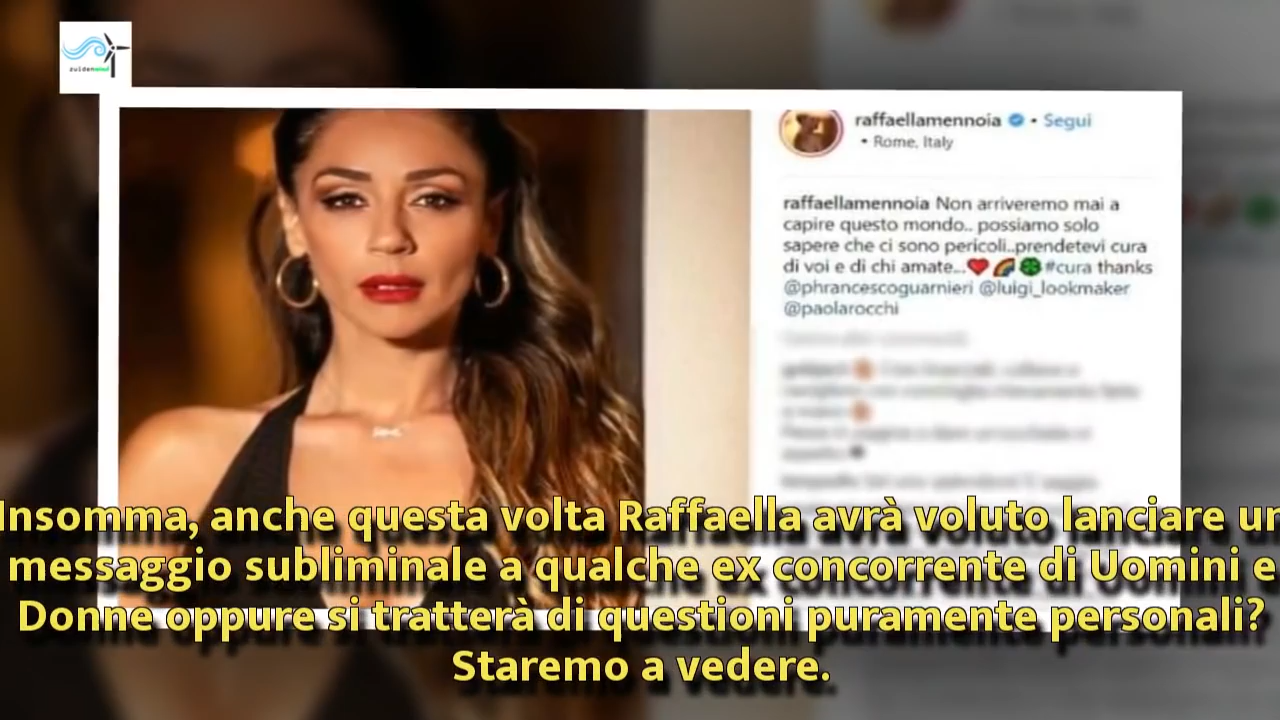 zuidenwind
raffaellamennoia • Segui
• Rome, Italy
raffaellamennoia Non arriveremo mai a
capire questo mondo.. possiamo solo
sapere che ci sono pericoli..prendetevi cura
di voi e di chi amate...❤️🌈🍀#cura thanks
@phrancescoguarnieri @luigi_lookmaker
@paolarocchi
Insomma, anche questa volta Raffaella avrà voluto lanciare un
messaggio subliminale a qualche ex concorrente di Uomini e
Donne oppure si tratterà di questioni puramente personali?
Staremo a vedere.